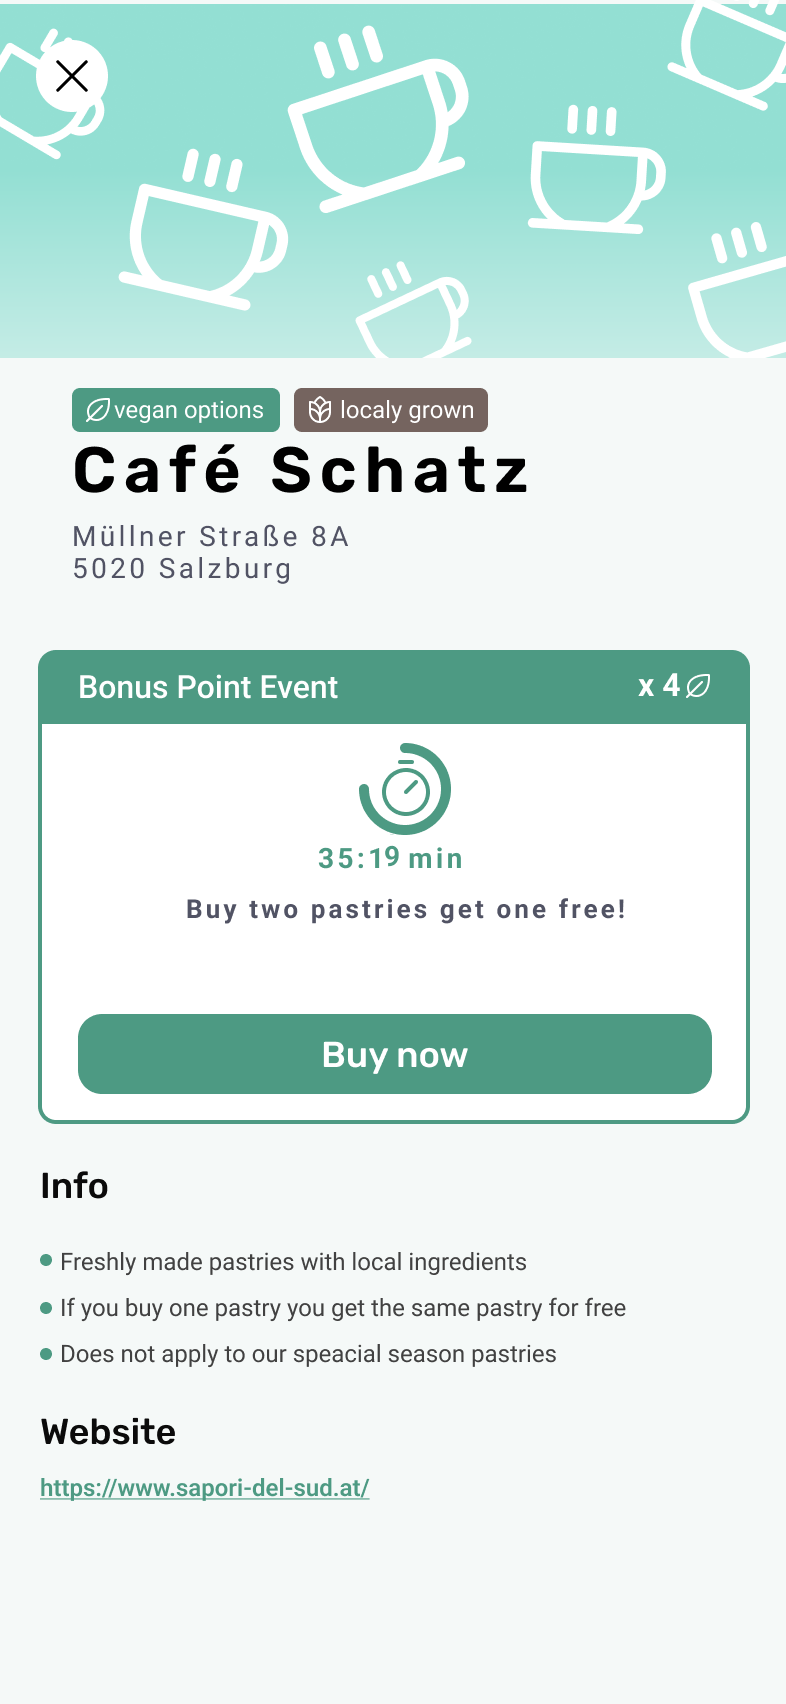 vegan options
localy grown
Café Schatz
Müllner Straße 8A
5020 Salzburg
Bonus Point Event
x 4
35:19 min
Buy two pastries get one free!
Buy now
Info
Freshly made pastries with local ingredients
If you buy one pastry you get the same pastry for free
Does not apply to our speacial season pastries
Website
https://www.sapori-del-sud.at/